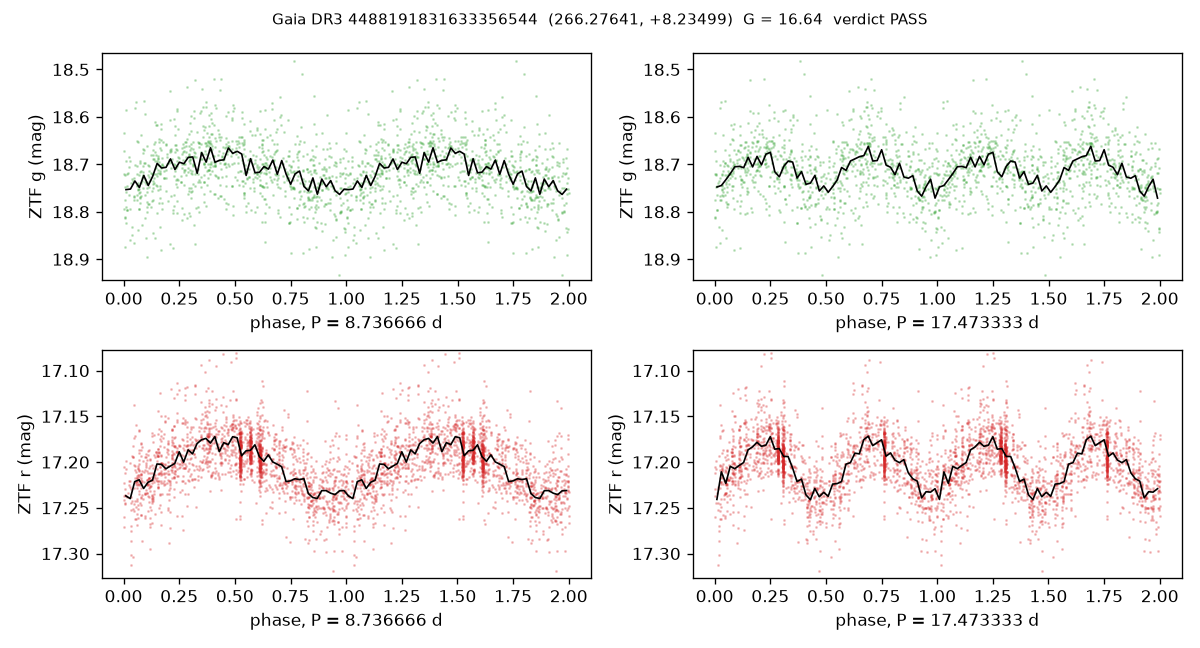 Gaia DR3 4488191831633356544 (266.27641, +8.23499) G = 16.64 verdict PASS
ZTF g (mag)
18.5
18.6
18.7
18.8
18.9
0.00 0.25 0.50 0.75 1.00 1.25 1.50 1.75 2.00
phase, P = 8.736666 d
ZTF g (mag)
18.5
18.6
18.7
18.8
18.9
0.00 0.25 0.50 0.75 1.00 1.25 1.50 1.75 2.00
phase, P = 17.473333 d
ZTF r (mag)
17.10
17.15
17.20
17.25
17.30
0.00 0.25 0.50 0.75 1.00 1.25 1.50 1.75 2.00
phase, P = 8.736666 d
ZTF r (mag)
17.10
17.15
17.20
17.25
17.30
0.00 0.25 0.50 0.75 1.00 1.25 1.50 1.75 2.00
phase, P = 17.473333 d